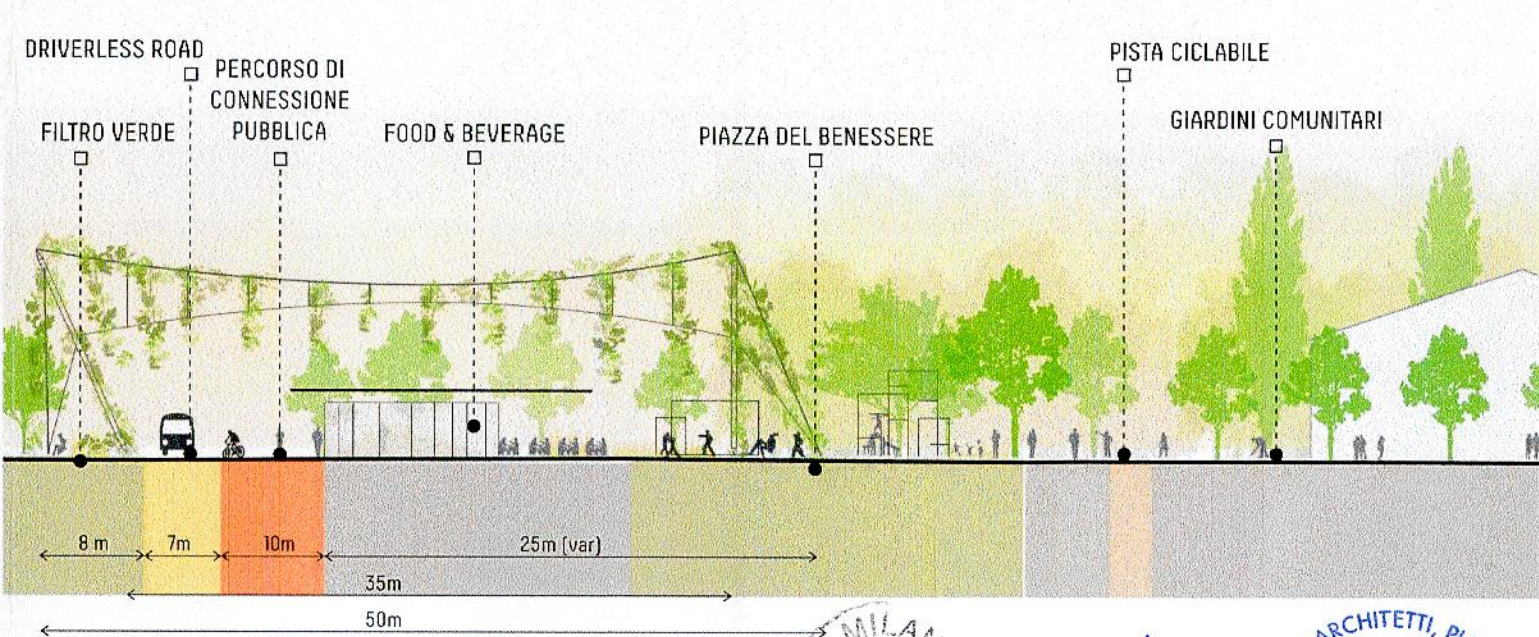 DRIVERLESS ROAD
PERCORSO DI
CONNESSIONE
PUBBLICA
FILTRO VERDE
FOOD & BEVERAGE
PIAZZA DEL BENESSERE
PISTA CICLABILE
GIARDINI COMUNITARI
8 m
7m
10m
25m (var)
35m
50m
ARCHITETTI,